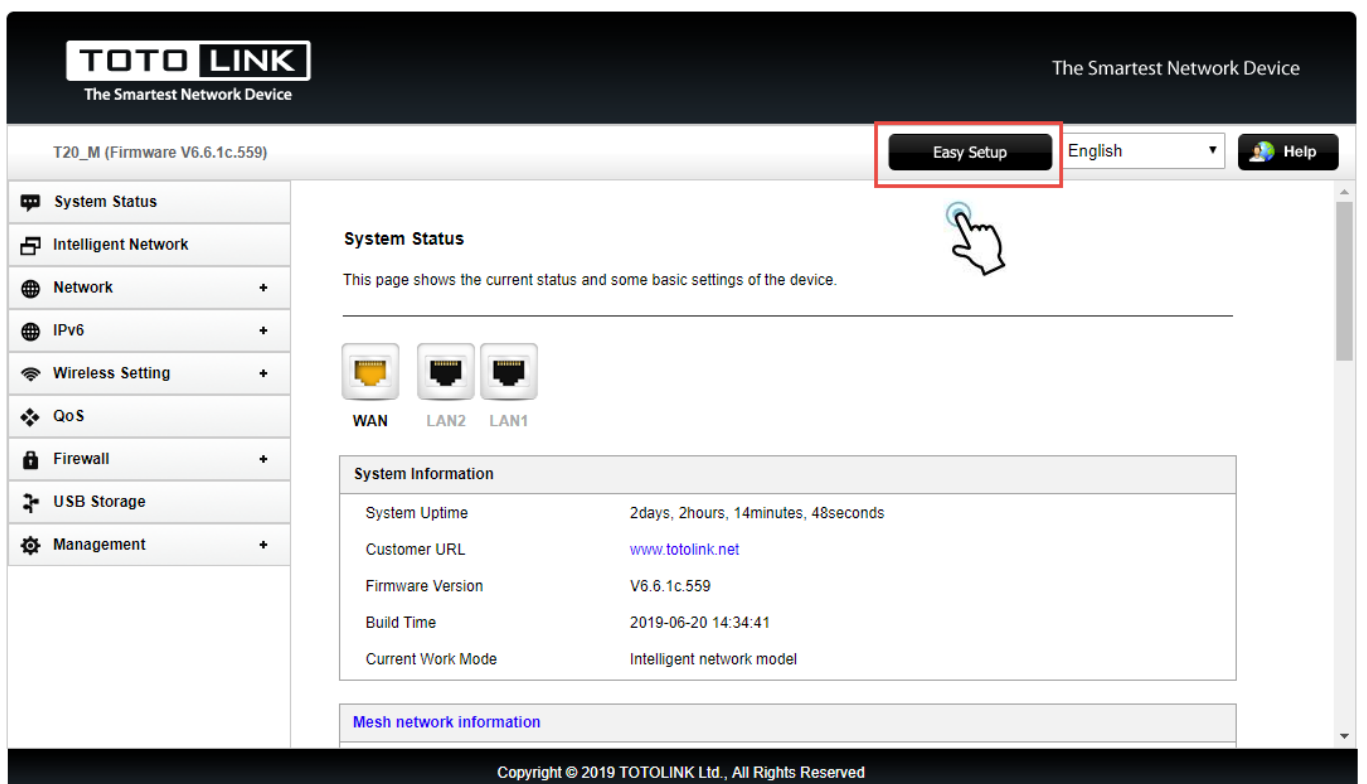 TOTO LINK
The Smartest Network Device
The Smartest Network Device
T20_M (Firmware V6.6.1c.559)
Easy Setup
English
Help
System Status
Intelligent Network
Network +
IPv6 +
Wireless Setting +
QoS
Firewall +
USB Storage
Management +
System Status
This page shows the current status and some basic settings of the device.
WAN LAN2 LAN1
System Information
System Uptime 2days, 2hours, 14minutes, 48seconds
Customer URL www.totolink.net
Firmware Version V6.6.1c.559
Build Time 2019-06-20 14:34:41
Current Work Mode Intelligent network model
Mesh network information
Copyright © 2019 TOTOLINK Ltd., All Rights Reserved